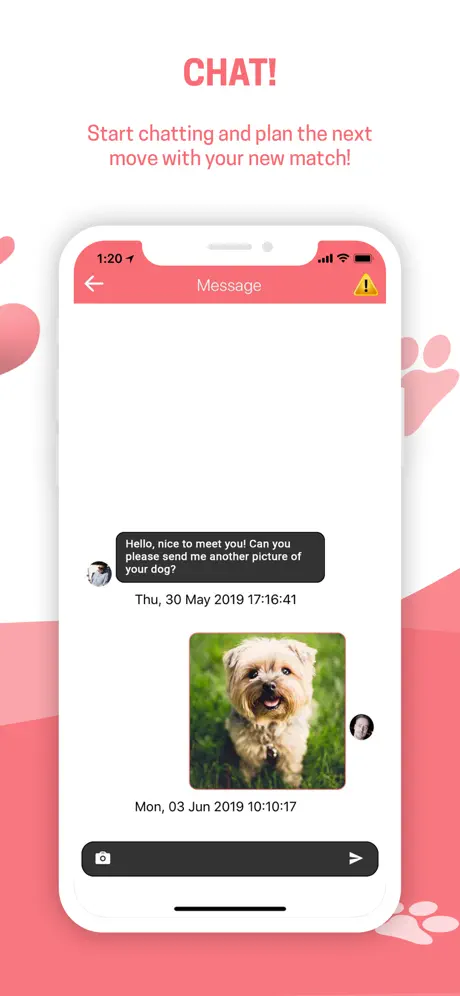 CHAT!
Start chatting and plan the next
move with your new match!
1:20
Message
Hello, nice to meet you! Can you
please send me another picture of
your dog?
Thu, 30 May 2019 17:16:41
Mon, 03 Jun 2019 10:10:17